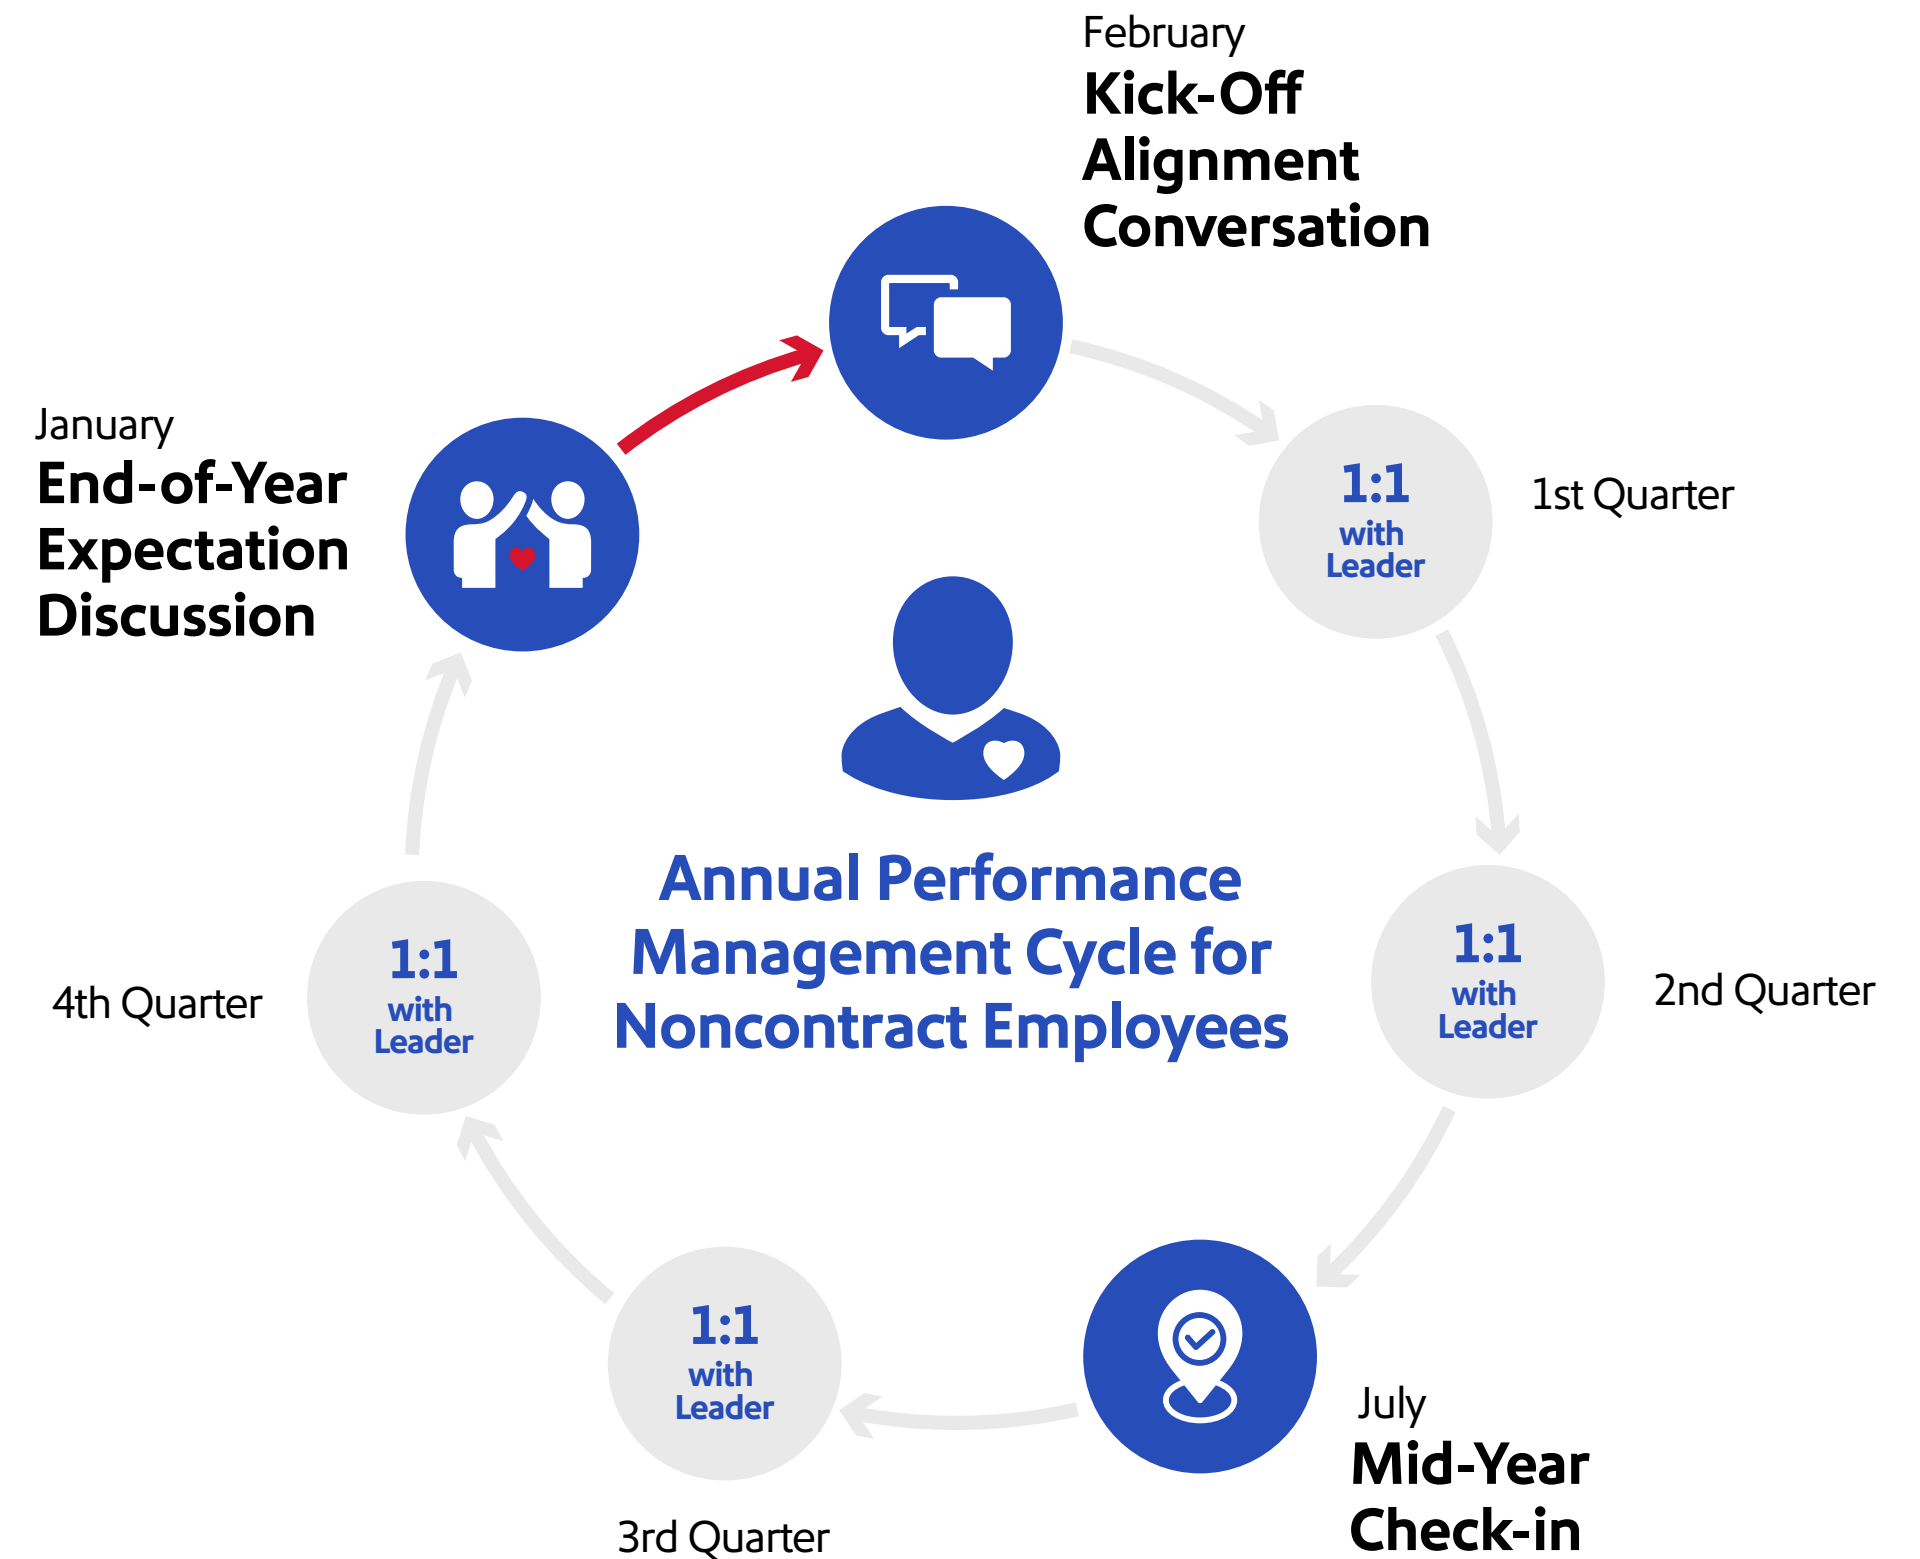 February
Kick-Off
Alignment
Conversation
January
End-of-Year
Expectation
Discussion
1:1
with
Leader
1st Quarter
Annual Performance
Management Cycle for
Noncontract Employees
1:1
with
Leader
2nd Quarter
4th Quarter
1:1
with
Leader
1:1
with
Leader
3rd Quarter
July
Mid-Year
Check-in